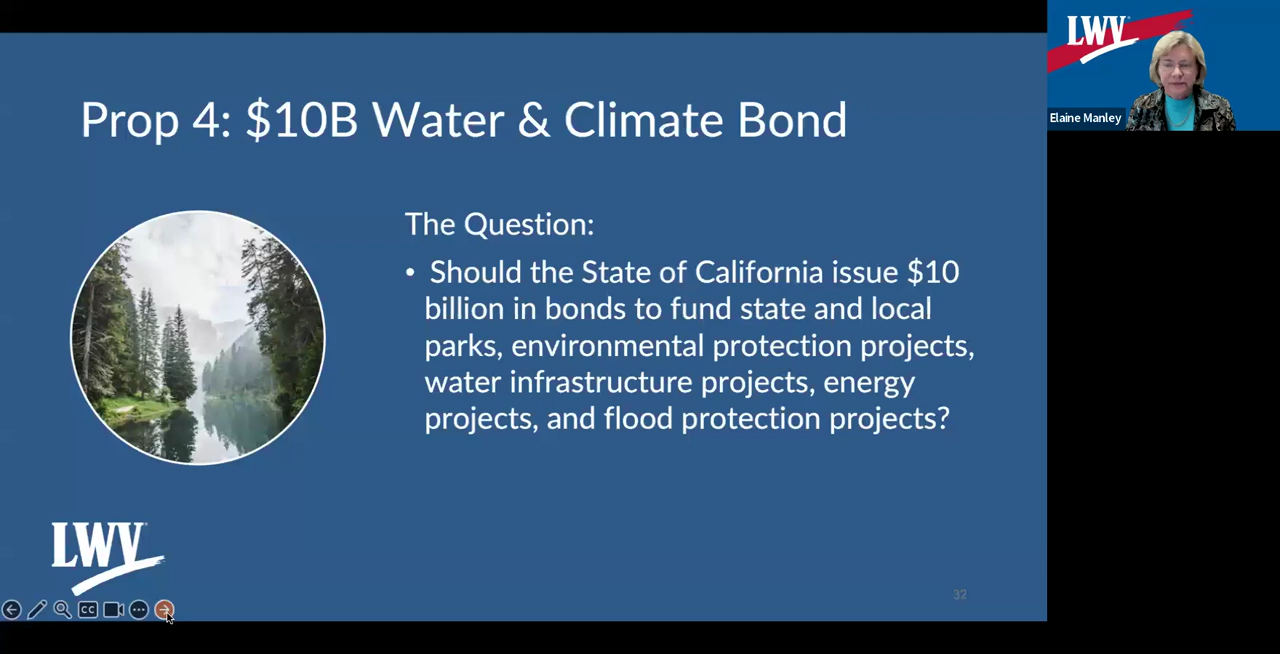 Prop 4: $10B Water & Climate Bond
The Question:
• Should the State of California issue $10
billion in bonds to fund state and local
parks, environmental protection projects,
water infrastructure projects, energy
projects, and flood protection projects?
LWV
CC
32
LWV
Elaine Manley